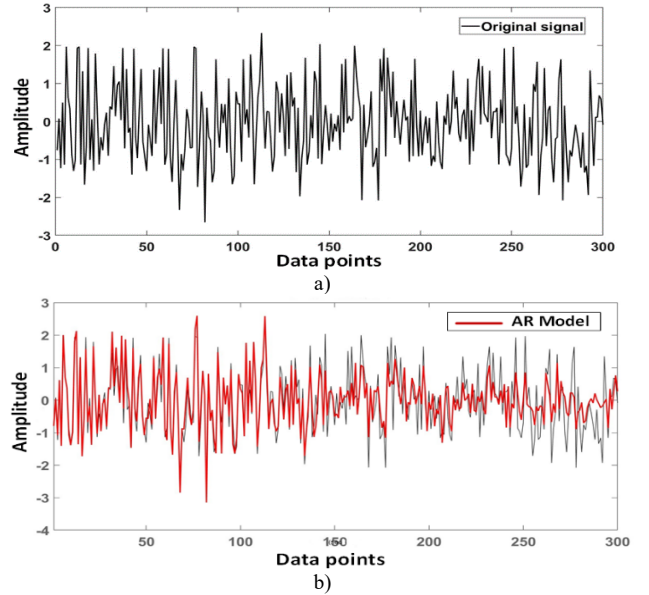 3
Original signal
2
1
0
-1
2
-3
Amplitude
0 50 100 150 200 250 300
Data points
a)
3
AR Model
2
1
0
-1
-2
-3
-4
Amplitude
50 100 150 200 250 300
Data points
b)